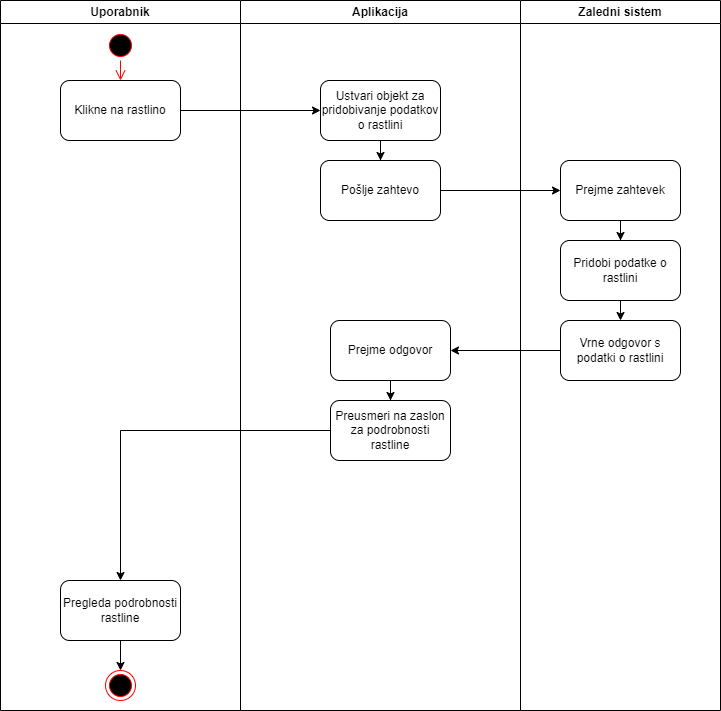 Uporabnik
Aplikacija
Zaledni sistem
Klikne na rastlino
Ustvari objekt za
pridobivanje podatkov
o rastlini
Pošlje zahtevo
Prejme zahtevek
Pridobi podatke o
rastlini
Vrne odgovor s
podatki o rastlini
Prejme odgovor
Preusmeri na zaslon
za podrobnosti
rastline
Pregleda podrobnosti
rastline